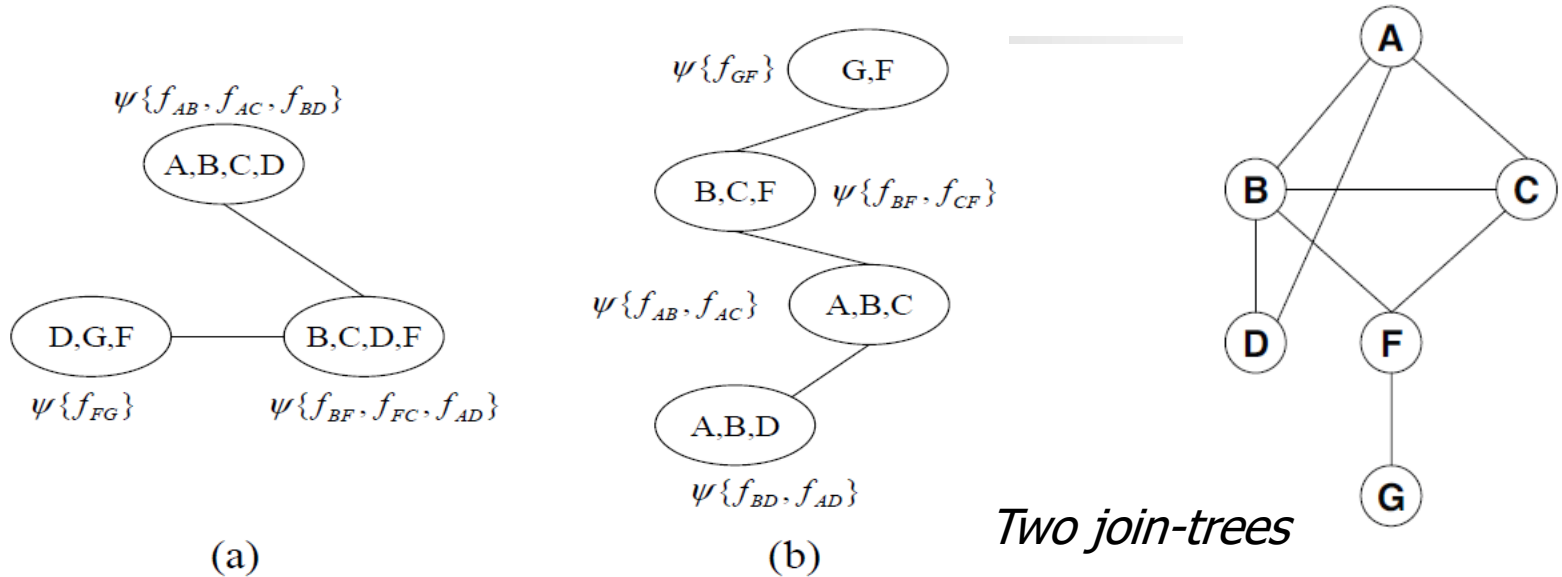 ψ{f_AB, f_AC, f_BD}
A,B,C,D
D,G,F
B,C,D,F
ψ{f_FG}
ψ{f_BF, f_FC, f_AD}
(a)
ψ{f_GF}
G,F
B,C,F
ψ{f_BF, f_CF}
ψ{f_AB, f_AC}
A,B,C
A,B,D
ψ{f_BD, f_AD}
(b)
Two join-trees
A
B
C
D
F
G